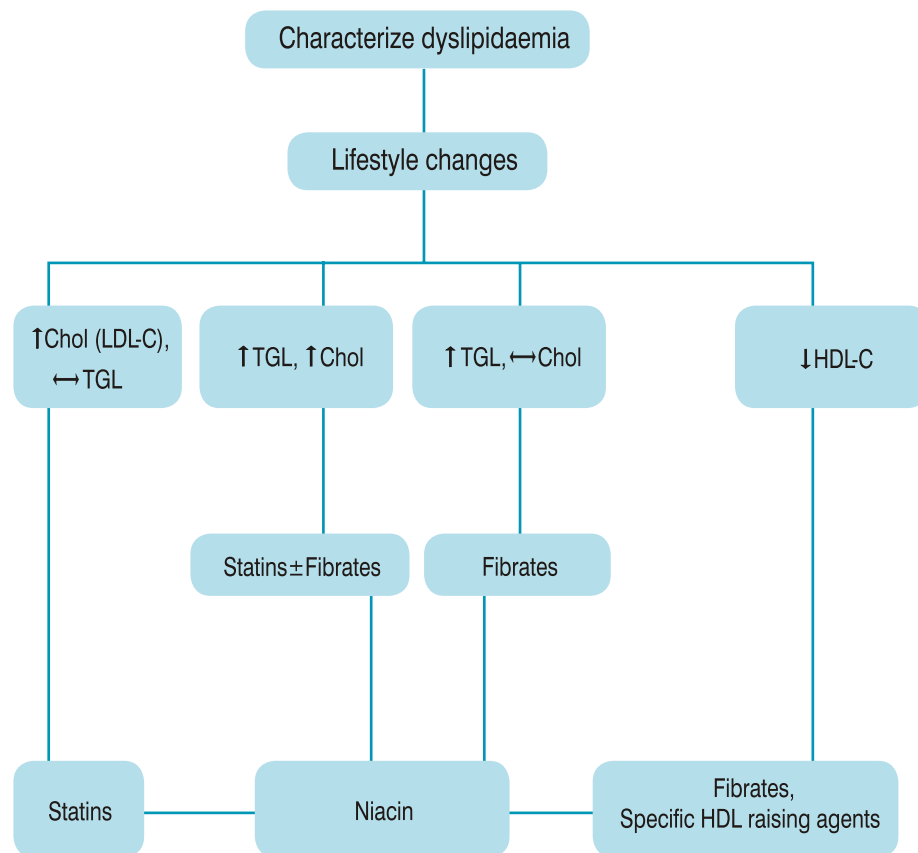 Characterize dyslipidaemia
Lifestyle changes
↑Chol (LDL-C),
↔TGL
↑TGL, ↑Chol
↑TGL, ↔Chol
↓HDL-C
Statins±Fibrates
Fibrates
Statins
Niacin
Fibrates,
Specific HDL raising agents